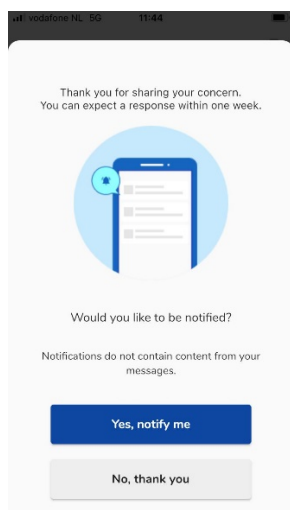 vodafone NL 5G 11:44
Thank you for sharing your concern.
You can expect a response within one week.
Would you like to be notified?
Notifications do not contain content from your
messages.
Yes, notify me
No, thank you